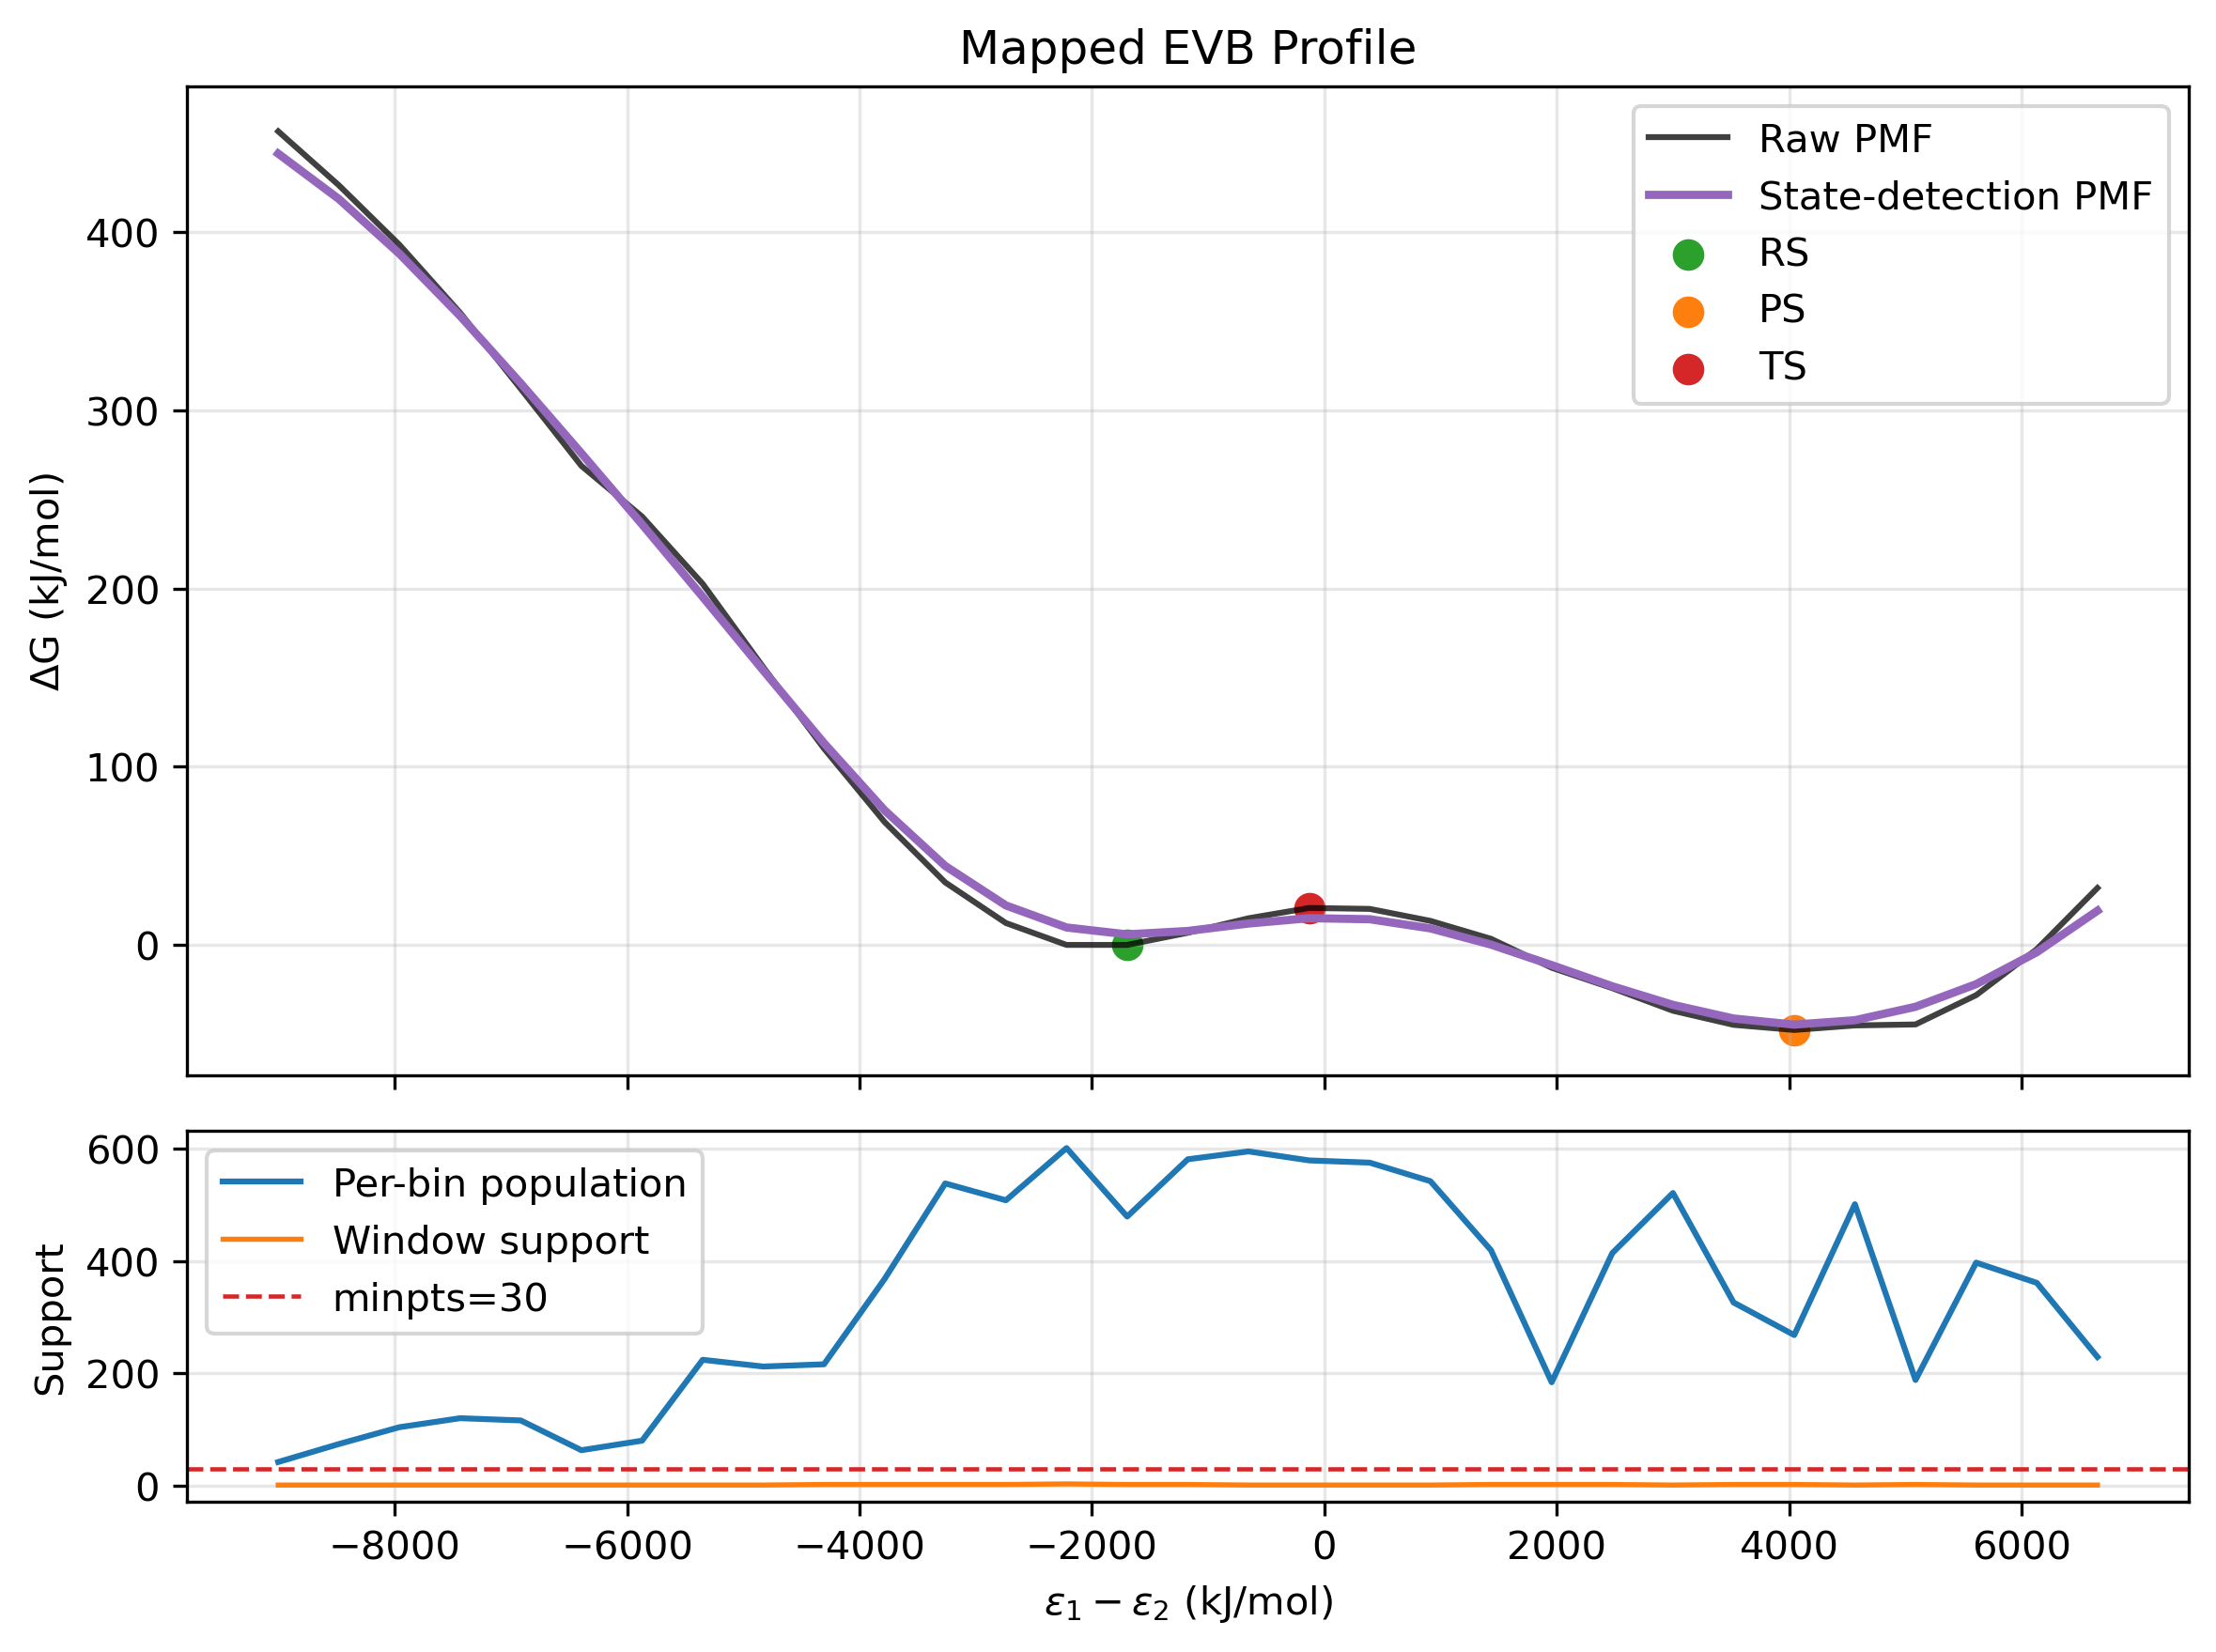 Mapped EVB Profile
ΔG (kJ/mol)
400
300
200
100
0
Raw PMF
State-detection PMF
RS
PS
TS
Support
600
400
200
0
Per-bin population
Window support
minpts=30
−8000 −6000 −4000 −2000 0 2000 4000 6000
ε₁ − ε₂ (kJ/mol)